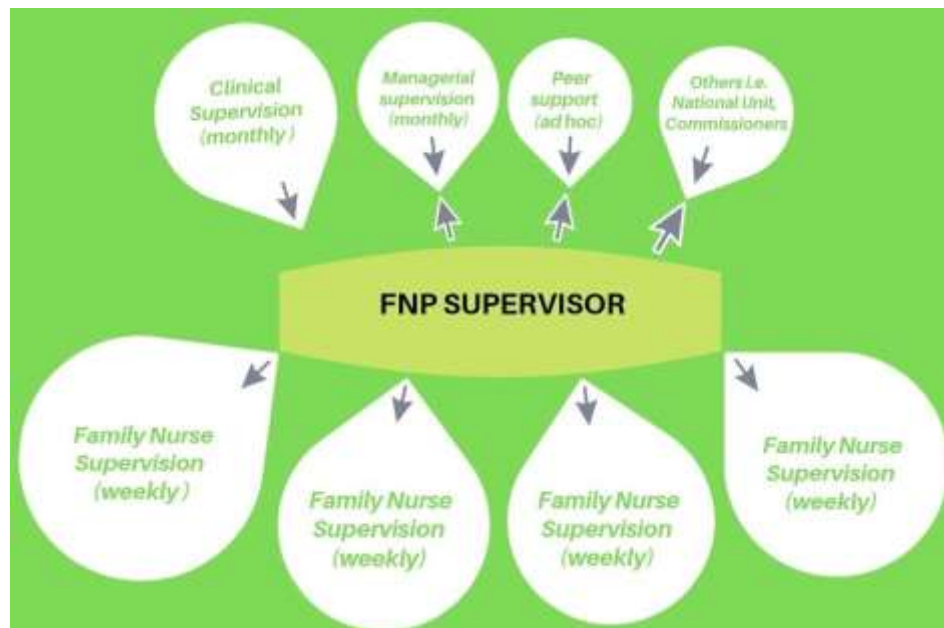 Clinical
Supervision
(monthly)
Managerial
supervision
(monthly)
Peer
support
(ad hoc)
Others i.e.
National Unit,
Commissioners
FNP SUPERVISOR
Family Nurse
Supervision
(weekly)
Family Nurse
Supervision
(weekly)
Family Nurse
Supervision
(weekly)
Family Nurse
Supervision
(weekly)